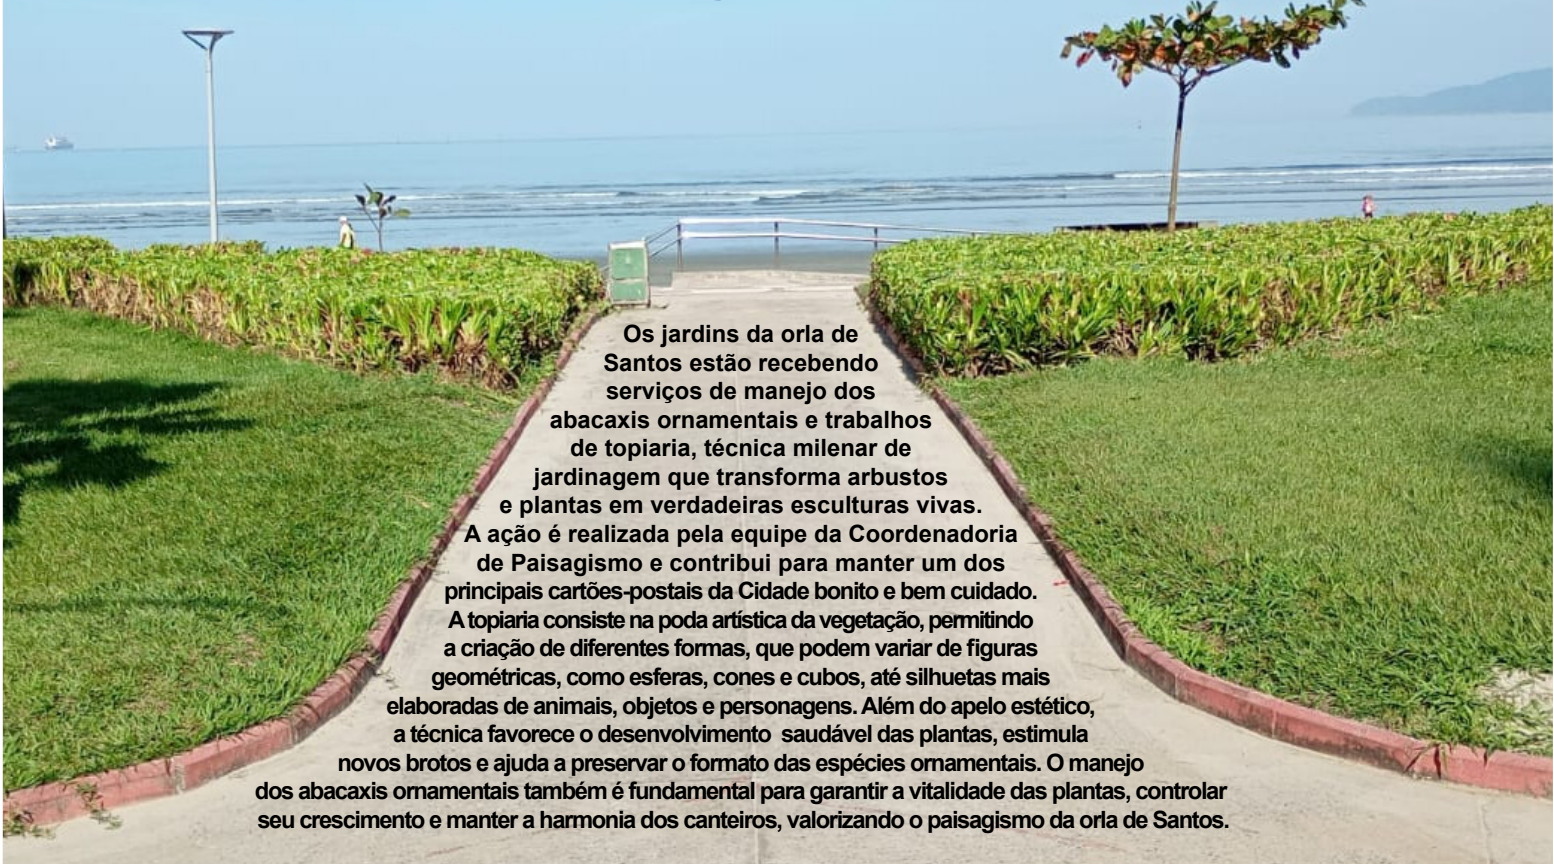 Os jardins da orla de
Santos estão recebendo
serviços de manejo dos
abacaxis ornamentais e trabalhos
de topiaria, técnica milenar de
jardinagem que transforma arbustos
e plantas em verdadeiras esculturas vivas.
A ação é realizada pela equipe da Coordenadoria
de Paisagismo e contribui para manter um dos
principais cartões-postais da Cidade bonito e bem cuidado.
A topiaria consiste na poda artística da vegetação, permitindo
a criação de diferentes formas, que podem variar de figuras
geométricas, como esferas, cones e cubos, até silhuetas mais
elaboradas de animais, objetos e personagens. Além do apelo estético,
a técnica favorece o desenvolvimento saudável das plantas, estimula
novos brotos e ajuda a preservar o formato das espécies ornamentais. O manejo
dos abacaxis ornamentais também é fundamental para garantir a vitalidade das plantas, controlar
seu crescimento e manter a harmonia dos canteiros, valorizando o paisagismo da orla de Santos.